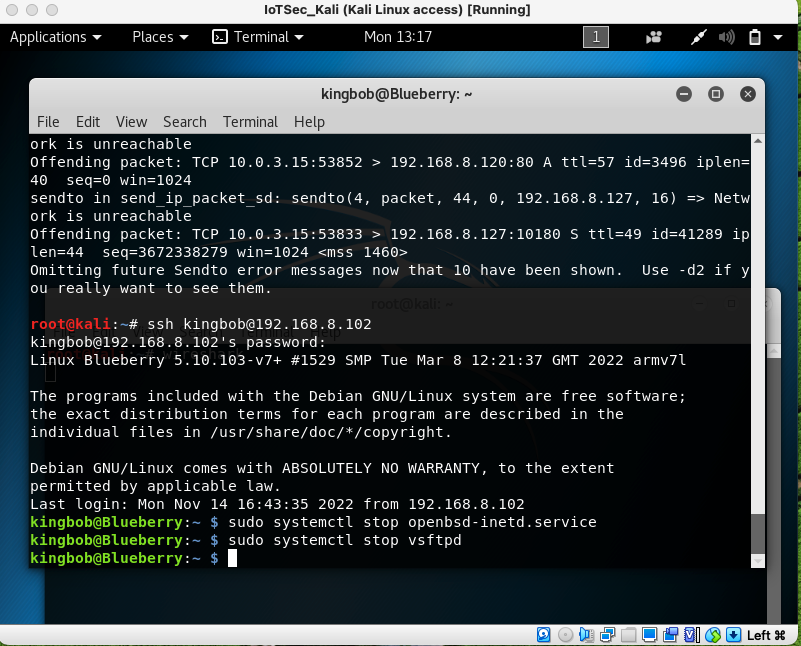 IoTSec_Kali (Kali Linux access) [Running]
Applications Places Terminal Mon 13:17 1
kingbob@Blueberry: ~
File Edit View Search Terminal Help
ork is unreachable
Offending packet: TCP 10.0.3.15:53852 > 192.168.8.120:80 A ttl=57 id=3496 iplen=
40  seq=0 win=1024
sendto in send_ip_packet_sd: sendto(4, packet, 44, 0, 192.168.8.127, 16) => Netw
ork is unreachable
Offending packet: TCP 10.0.3.15:53833 > 192.168.8.127:10180 S ttl=49 id=41289 ip
len=44  seq=3672338279 win=1024 <mss 1460>
Omitting future Sendto error messages now that 10 have been shown.  Use -d2 if y
ou really want to see them.
root@kali: ~
root@kali:~# ssh kingbob@192.168.8.102
kingbob@192.168.8.102's password:
Linux Blueberry 5.10.103-v7+ #1529 SMP Tue Mar 8 12:21:37 GMT 2022 armv7l
The programs included with the Debian GNU/Linux system are free software;
the exact distribution terms for each program are described in the
individual files in /usr/share/doc/*/copyright.
Debian GNU/Linux comes with ABSOLUTELY NO WARRANTY, to the extent
permitted by applicable law.
Last login: Mon Nov 14 16:43:35 2022 from 192.168.8.102
kingbob@Blueberry:~ $ sudo systemctl stop openbsd-inetd.service
kingbob@Blueberry:~ $ sudo systemctl stop vsftpd
kingbob@Blueberry:~ $
Left ⌘